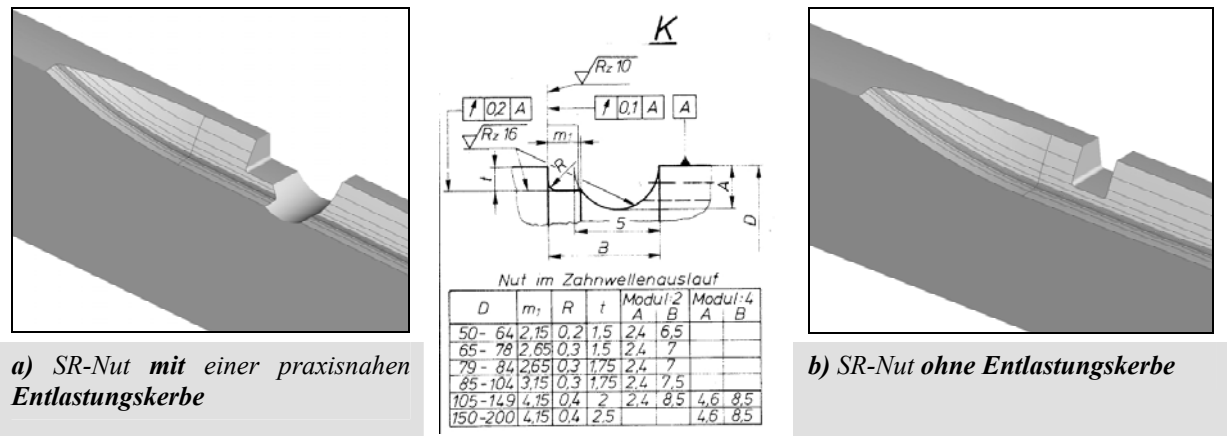 K
Rz 10
↗ 0,2 A
↗ 0,1 A
A
Rz 16
m₁
R
t
A
D
5
B
Nut im Zahnwellenauslauf
D m₁ R t Modul:2 Modul:4
A B A B
50- 64 2,15 0,2 1,5 2,4 6,5
65- 78 2,65 0,3 1,5 2,4 7
79- 84 2,65 0,3 1,75 2,4 7
85-104 3,15 0,3 1,75 2,4 7,5
105-149 4,15 0,4 2 2,4 8,5 4,6 8,5
150-200 4,15 0,4 2,5 4,6 8,5
a) SR-Nut mit einer praxisnahen
Entlastungskerbe
b) SR-Nut ohne Entlastungskerbe